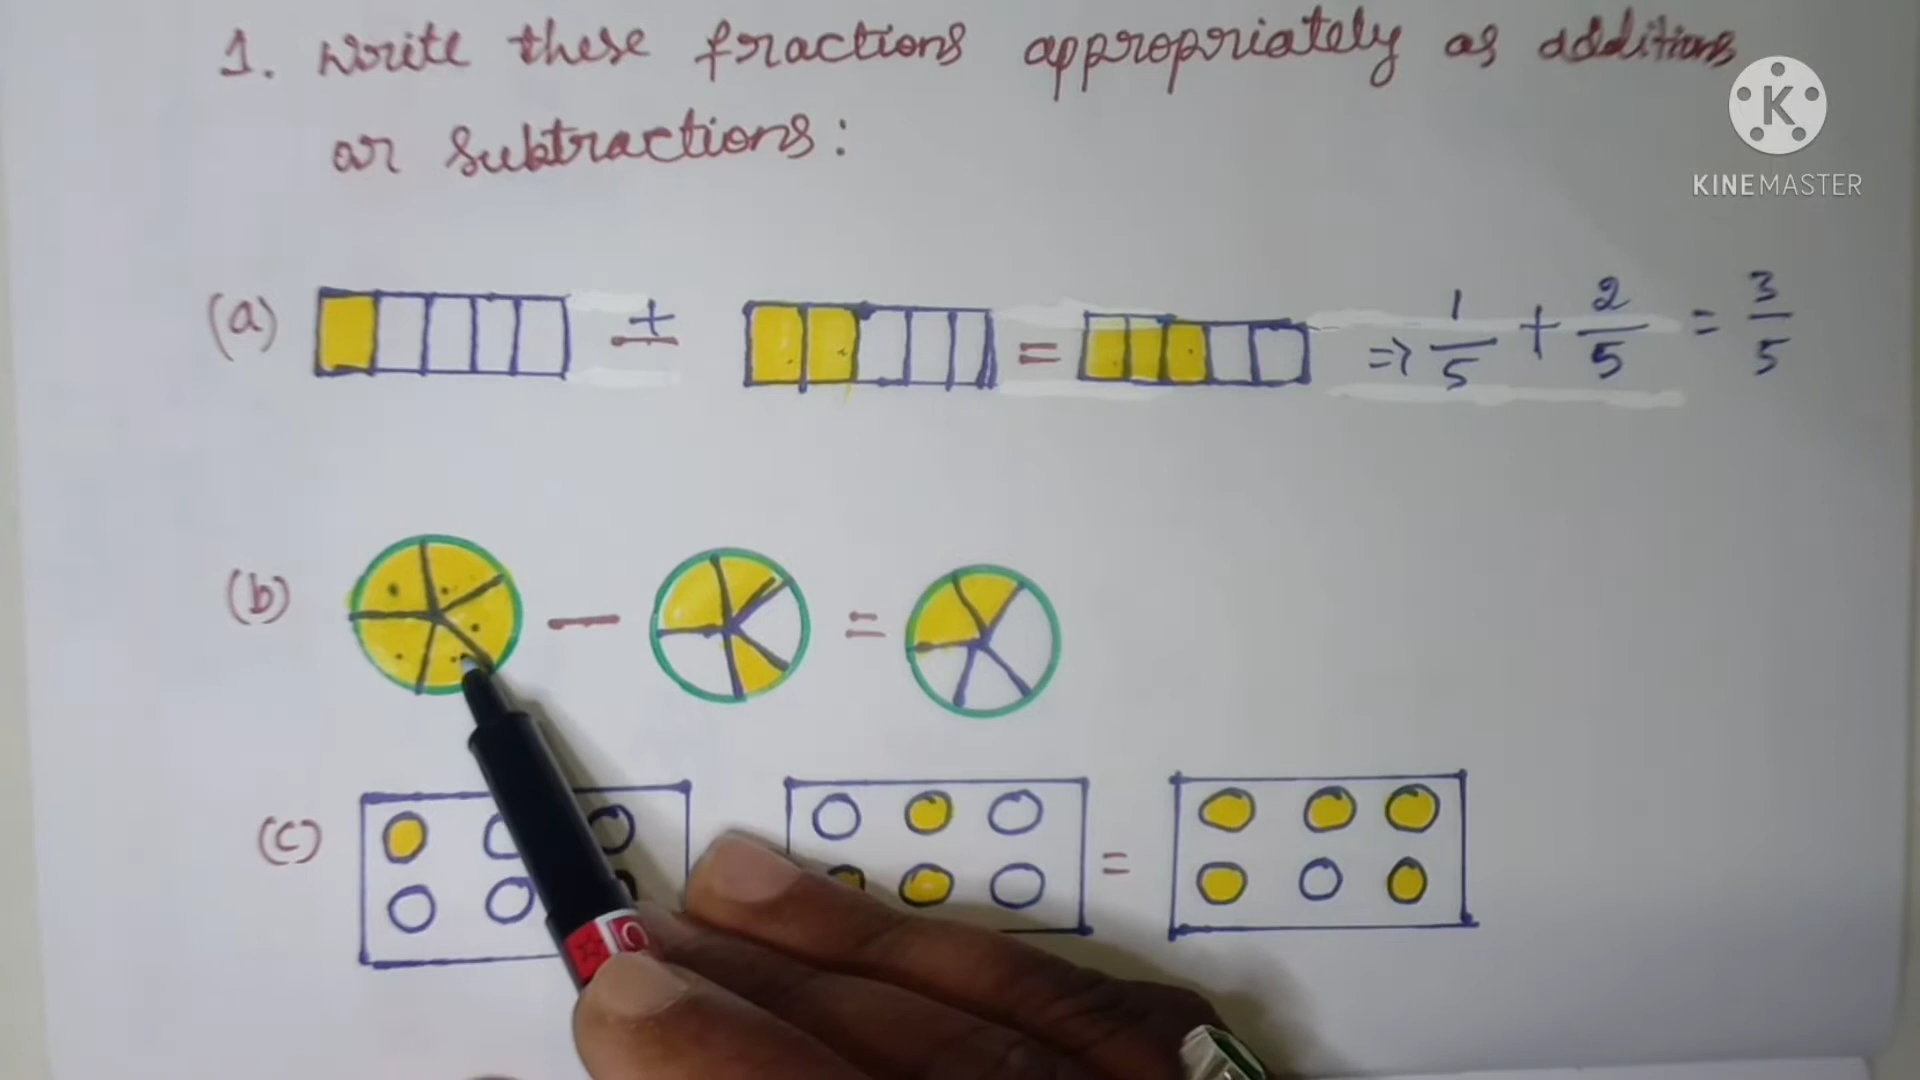 1. Write these fractions appropriately as additions
or subtractions:
KINEMASTER
(a) + = => 1/5 + 2/5 = 3/5
(b) − =
(c) =